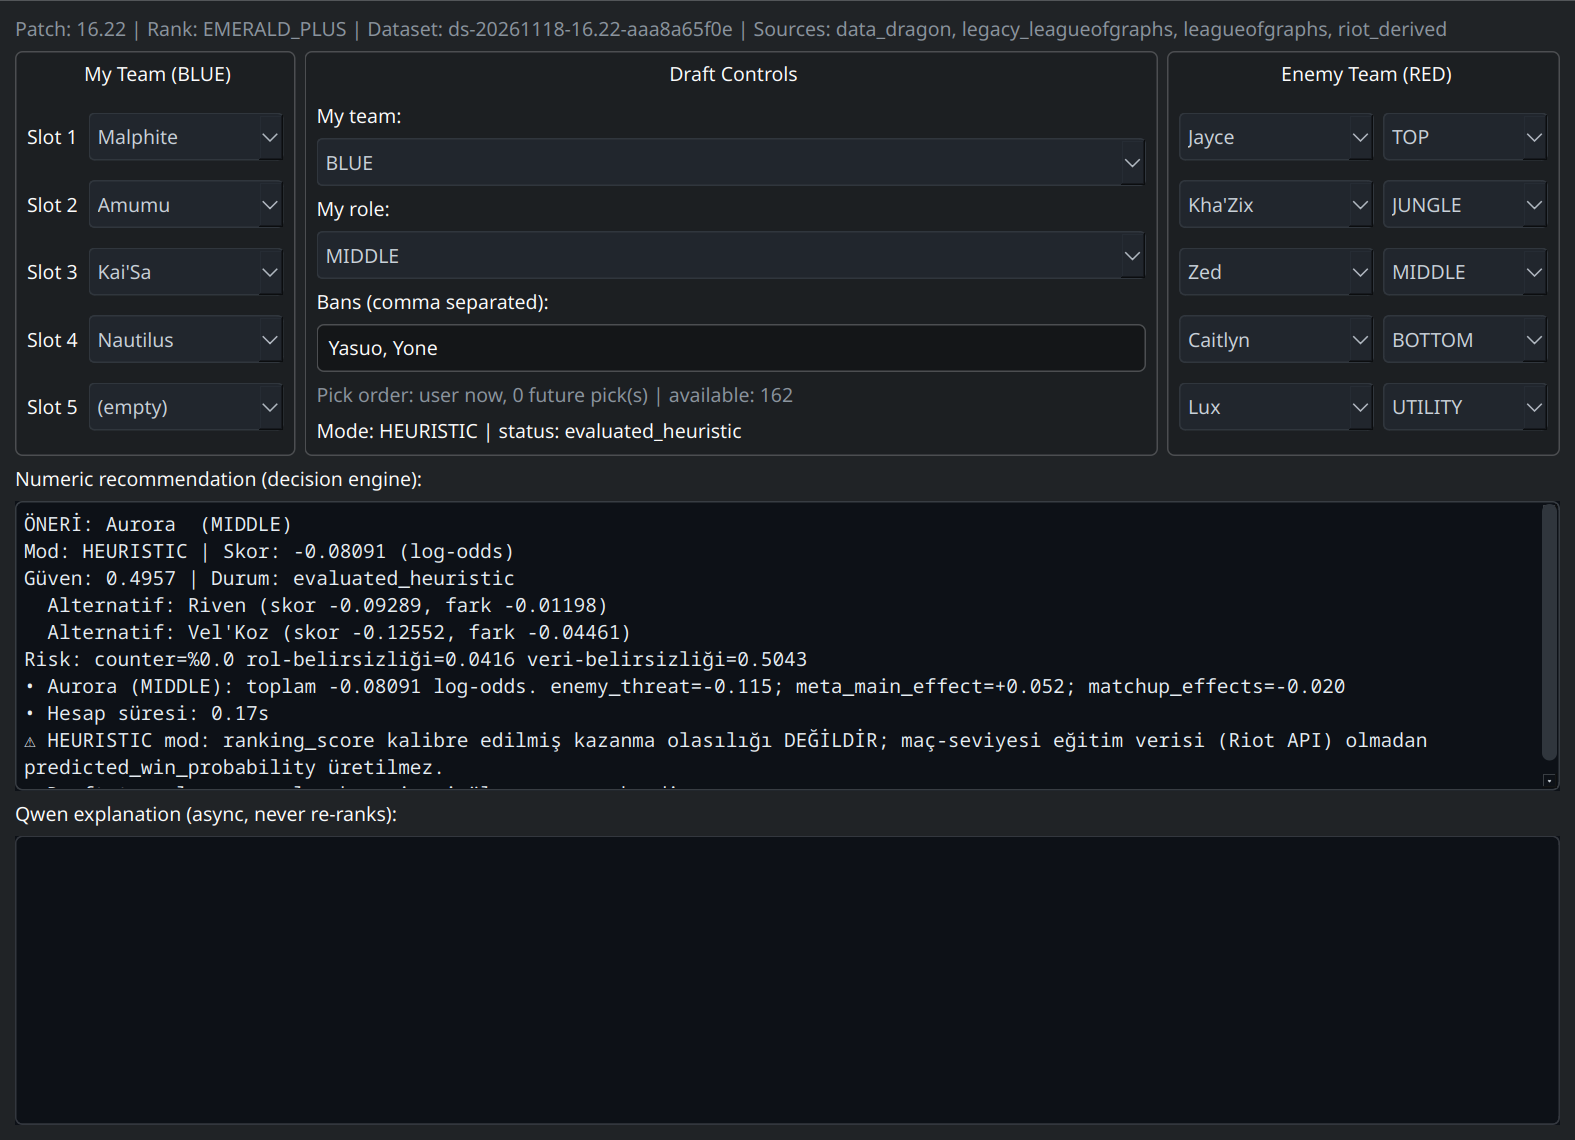 Patch: 16.22 | Rank: EMERALD_PLUS | Dataset: ds-20261118-16.22-aaa8a65f0e | Sources: data_dragon, legacy_leagueofgraphs, leagueofgraphs, riot_derived
My Team (BLUE)
Slot 1 Malphite
Slot 2 Amumu
Slot 3 Kai'Sa
Slot 4 Nautilus
Slot 5 (empty)
Draft Controls
My team:
BLUE
My role:
MIDDLE
Bans (comma separated):
Yasuo, Yone
Pick order: user now, 0 future pick(s) | available: 162
Mode: HEURISTIC | status: evaluated_heuristic
Enemy Team (RED)
Jayce TOP
Kha'Zix JUNGLE
Zed MIDDLE
Caitlyn BOTTOM
Lux UTILITY
Numeric recommendation (decision engine):
ÖNERİ: Aurora  (MIDDLE)
Mod: HEURISTIC | Skor: -0.08091 (log-odds)
Güven: 0.4957 | Durum: evaluated_heuristic
Alternatif: Riven (skor -0.09289, fark -0.01198)
Alternatif: Vel'Koz (skor -0.12552, fark -0.04461)
Risk: counter=%0.0 rol-belirsizliği=0.0416 veri-belirsizliği=0.5043
• Aurora (MIDDLE): toplam -0.08091 log-odds. enemy_threat=-0.115; meta_main_effect=+0.052; matchup_effects=-0.020
• Hesap süresi: 0.17s
⚠ HEURISTIC mod: ranking_score kalibre edilmiş kazanma olasılığı DEĞİLDİR; maç-seviyesi eğitim verisi (Riot API) olmadan
predicted_win_probability üretilmez.
Qwen explanation (async, never re-ranks):